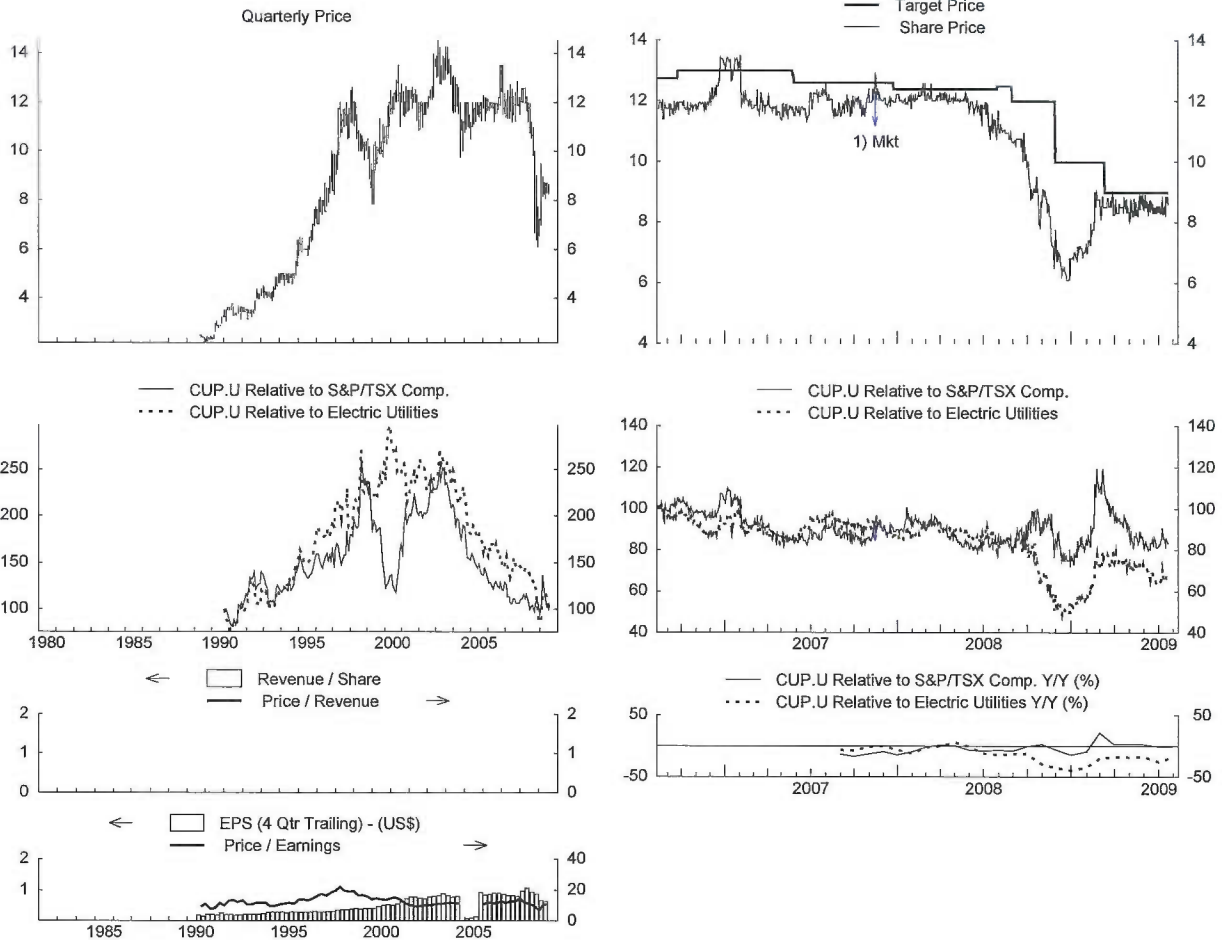 Quarterly Price
14 14
12 12
10 10
8 8
6 6
4 4
Target Price
Share Price
14 14
12 12
1) Mkt
10 10
8 8
6 6
4 4
CUP.U Relative to S&P/TSX Comp.
CUP.U Relative to Electric Utilities
250 250
200 200
150 150
100 100
1980 1985 1990 1995 2000 2005
CUP.U Relative to S&P/TSX Comp.
CUP.U Relative to Electric Utilities
140 140
120 120
100 100
80 80
60 60
40 40
2007 2008 2009
Revenue / Share
Price / Revenue
2 2
1 1
0 0
CUP.U Relative to S&P/TSX Comp. Y/Y (%)
CUP.U Relative to Electric Utilities Y/Y (%)
50 50
-50 -50
2007 2008 2009
EPS (4 Qtr Trailing) - (US$)
Price / Earnings
2 40
1 20
0 0
1985 1990 1995 2000 2005